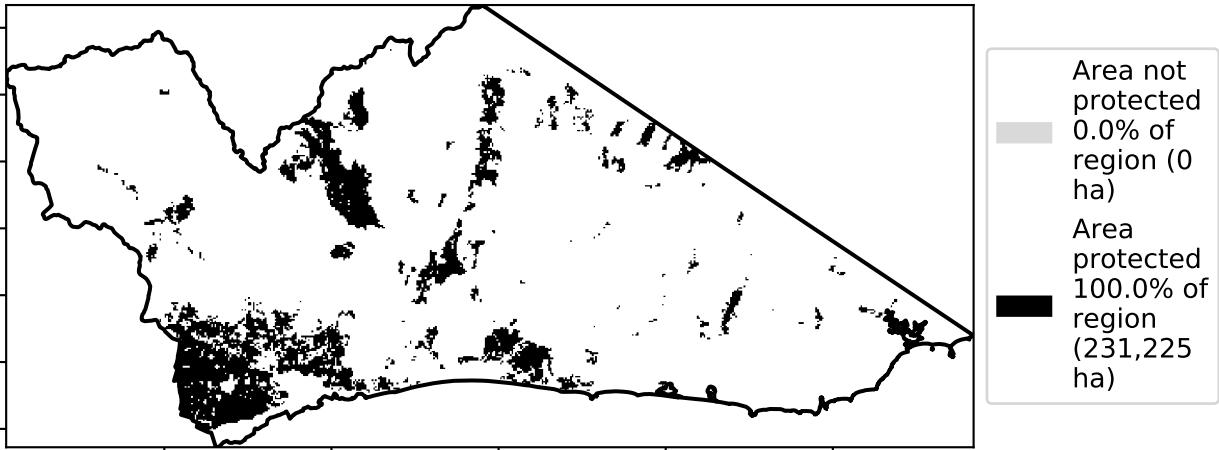 Area not
protected
0.0% of
region (0
ha)
Area
protected
100.0% of
region
(231,225
ha)